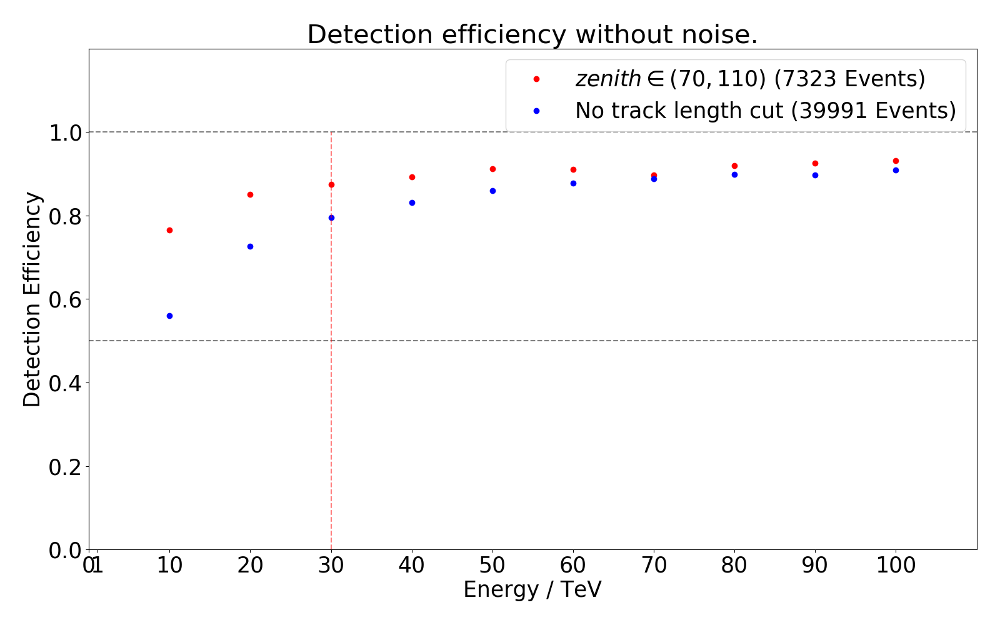 Detection efficiency without noise.
zenith ∈ (70, 110) (7323 Events)
No track length cut (39991 Events)
Detection Efficiency
1.0
0.8
0.6
0.4
0.2
0.0
0 1 10 20 30 40 50 60 70 80 90 100
Energy / TeV